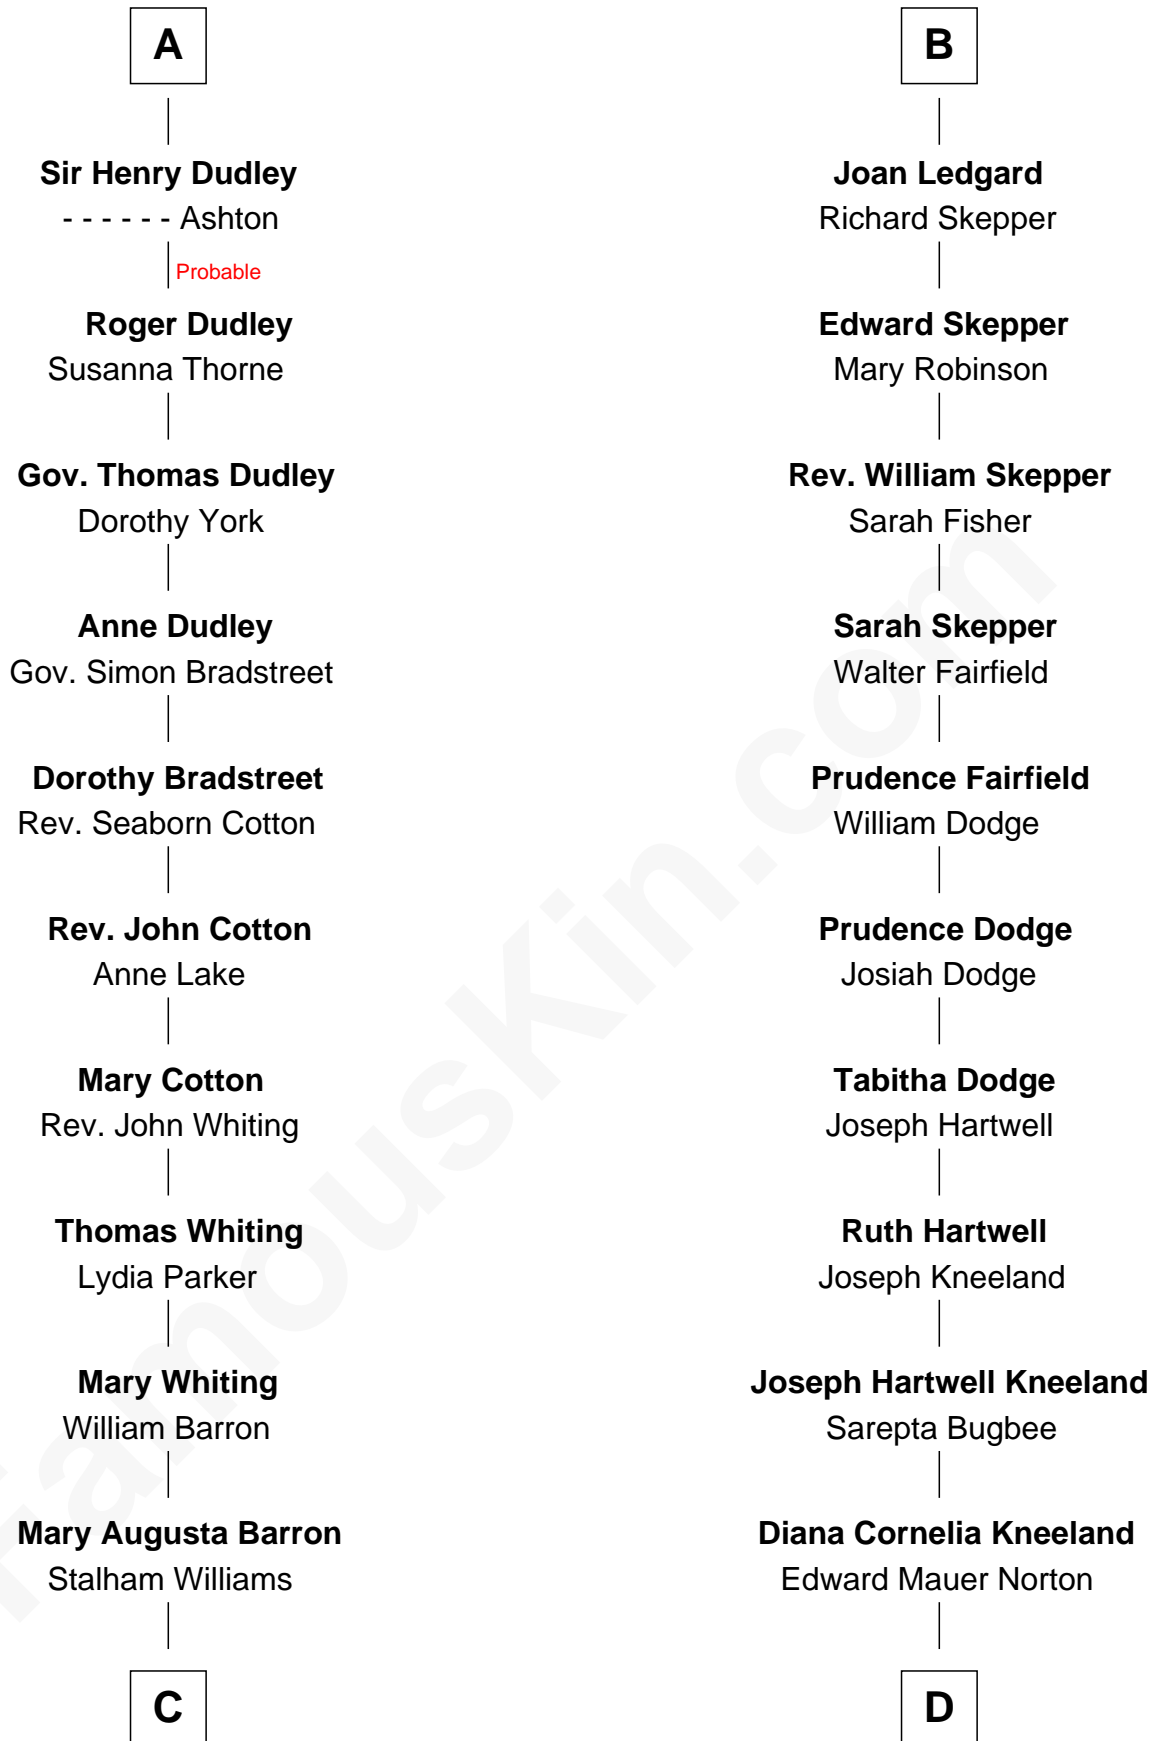 A
Sir Henry Dudley
- - - - - - Ashton
Probable
Roger Dudley
Susanna Thorne
Gov. Thomas Dudley
Dorothy York
Anne Dudley
Gov. Simon Bradstreet
Dorothy Bradstreet
Rev. Seaborn Cotton
Rev. John Cotton
Anne Lake
Mary Cotton
Rev. John Whiting
Thomas Whiting
Lydia Parker
Mary Whiting
William Barron
Mary Augusta Barron
Stalham Williams
C
B
Joan Ledgard
Richard Skepper
Edward Skepper
Mary Robinson
Rev. William Skepper
Sarah Fisher
Sarah Skepper
Walter Fairfield
Prudence Fairfield
William Dodge
Prudence Dodge
Josiah Dodge
Tabitha Dodge
Joseph Hartwell
Ruth Hartwell
Joseph Kneeland
Joseph Hartwell Kneeland
Sarepta Bugbee
Diana Cornelia Kneeland
Edward Mauer Norton
D
FamousKin.com